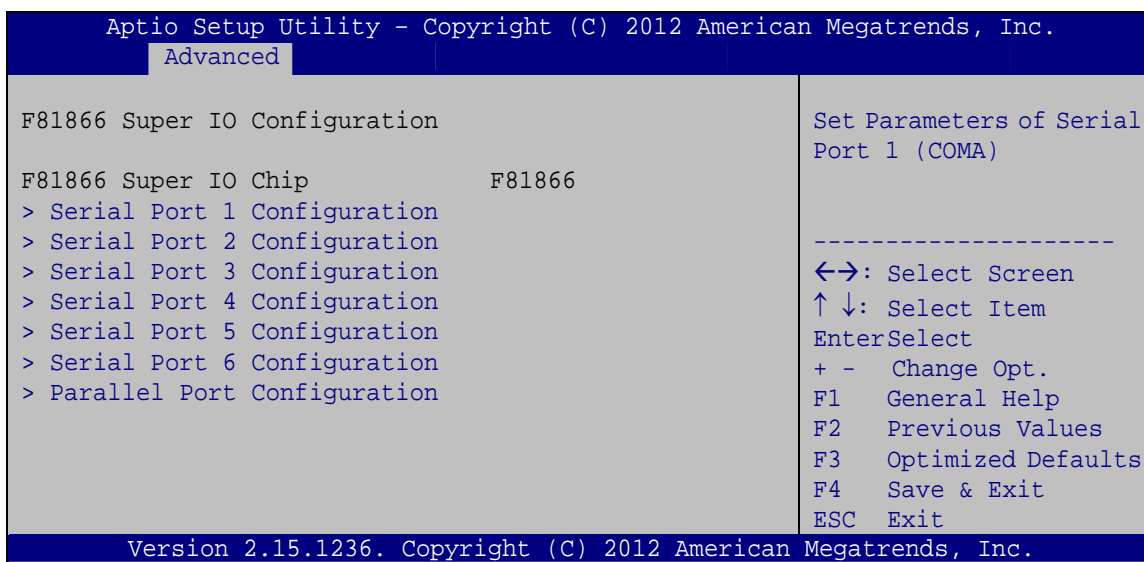 Aptio Setup Utility – Copyright (C) 2012 American Megatrends, Inc.
Advanced
F81866 Super IO Configuration
F81866 Super IO Chip F81866
> Serial Port 1 Configuration
> Serial Port 2 Configuration
> Serial Port 3 Configuration
> Serial Port 4 Configuration
> Serial Port 5 Configuration
> Serial Port 6 Configuration
> Parallel Port Configuration
Set Parameters of Serial
Port 1 (COMA)
---------------------
←→: Select Screen
↑ ↓: Select Item
EnterSelect
+ - Change Opt.
F1 General Help
F2 Previous Values
F3 Optimized Defaults
F4 Save & Exit
ESC Exit
Version 2.15.1236. Copyright (C) 2012 American Megatrends, Inc.